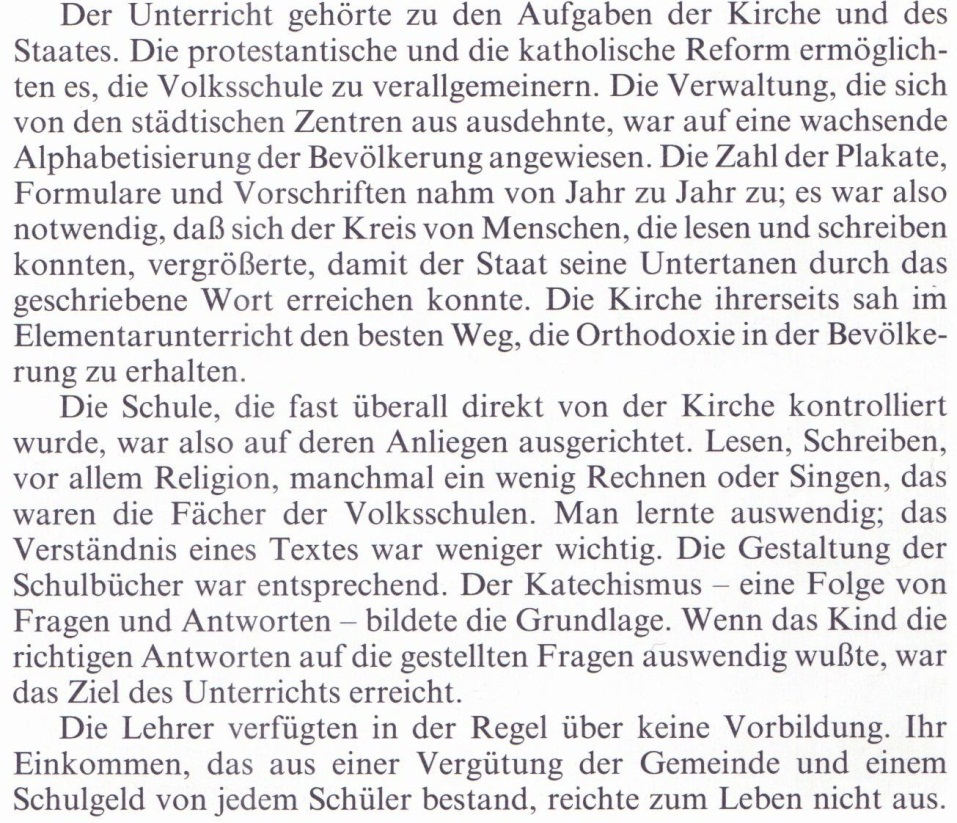 Der Unterricht gehörte zu den Aufgaben der Kirche und des
Staates. Die protestantische und die katholische Reform ermöglich-
ten es, die Volksschule zu verallgemeinern. Die Verwaltung, die sich
von den städtischen Zentren aus ausdehnte, war auf eine wachsende
Alphabetisierung der Bevölkerung angewiesen. Die Zahl der Plakate,
Formulare und Vorschriften nahm von Jahr zu Jahr zu; es war also
notwendig, daß sich der Kreis von Menschen, die lesen und schreiben
konnten, vergrößerte, damit der Staat seine Untertanen durch das
geschriebene Wort erreichen konnte. Die Kirche ihrerseits sah im
Elementarunterricht den besten Weg, die Orthodoxie in der Bevölke-
rung zu erhalten.
Die Schule, die fast überall direkt von der Kirche kontrolliert
wurde, war also auf deren Anliegen ausgerichtet. Lesen, Schreiben,
vor allem Religion, manchmal ein wenig Rechnen oder Singen, das
waren die Fächer der Volksschulen. Man lernte auswendig; das
Verständnis eines Textes war weniger wichtig. Die Gestaltung der
Schulbücher war entsprechend. Der Katechismus – eine Folge von
Fragen und Antworten – bildete die Grundlage. Wenn das Kind die
richtigen Antworten auf die gestellten Fragen auswendig wußte, war
das Ziel des Unterrichts erreicht.
Die Lehrer verfügten in der Regel über keine Vorbildung. Ihr
Einkommen, das aus einer Vergütung der Gemeinde und einem
Schulgeld von jedem Schüler bestand, reichte zum Leben nicht aus.